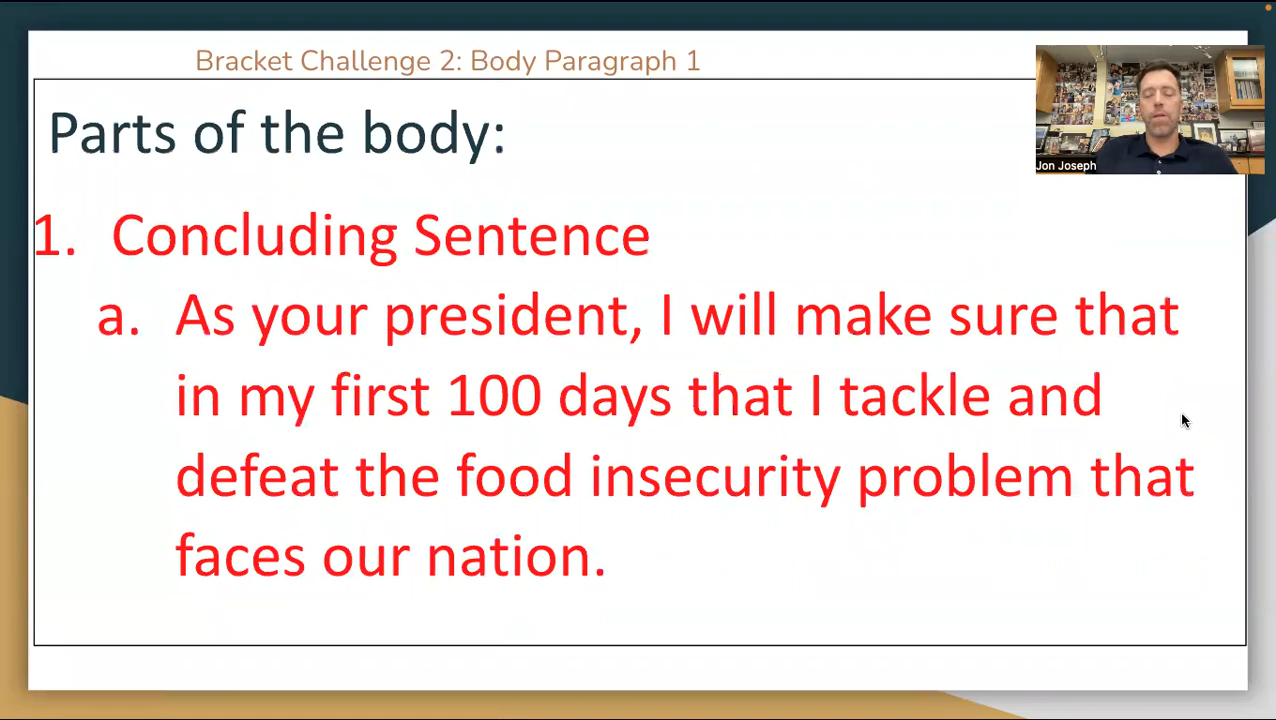 Bracket Challenge 2: Body Paragraph 1
Parts of the body:
Jon Joseph
1. Concluding Sentence
a. As your president, I will make sure that
in my first 100 days that I tackle and
defeat the food insecurity problem that
faces our nation.